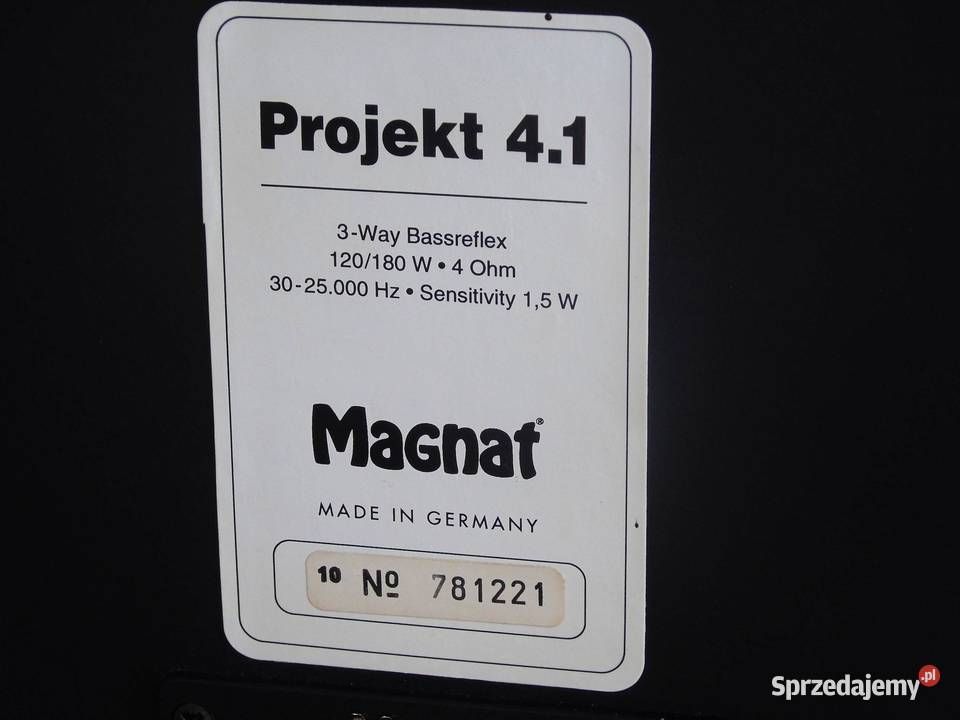 Projekt 4.1
3-Way Bassreflex
120/180 W • 4 Ohm
30-25.000 Hz • Sensitivity 1,5 W
Magnat®
MADE IN GERMANY
10 Nº 781221
Sprzedajemy.pl